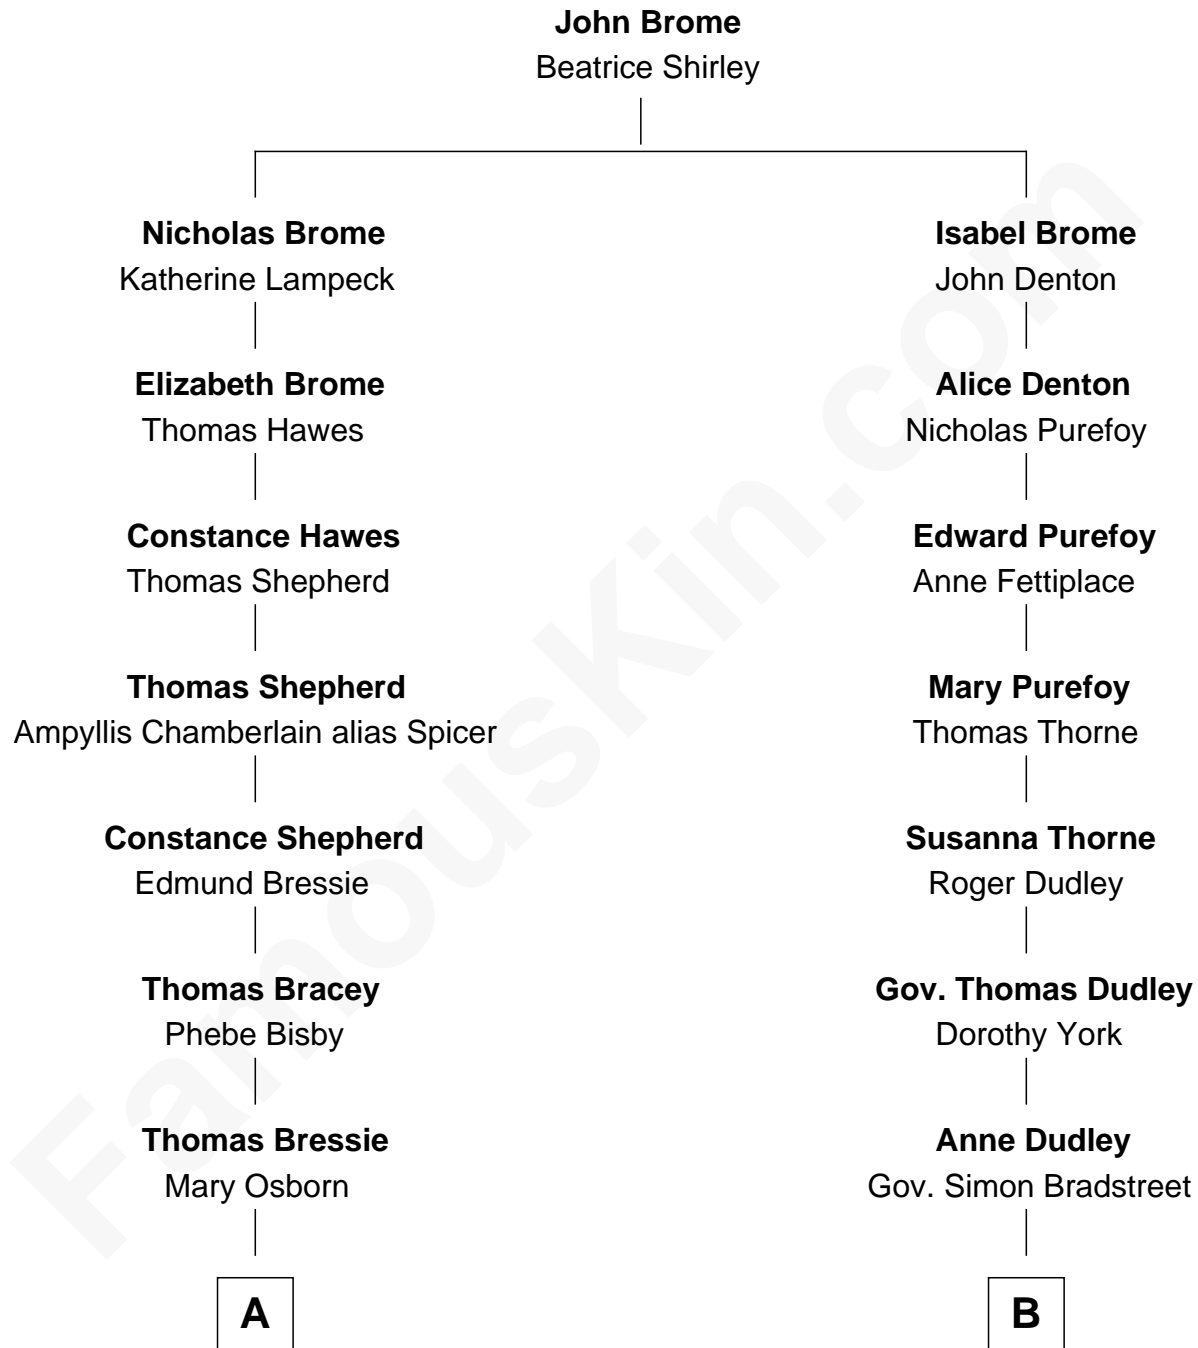 John Brome
Beatrice Shirley
Nicholas Brome
Katherine Lampeck
Elizabeth Brome
Thomas Hawes
Constance Hawes
Thomas Shepherd
Thomas Shepherd
Ampyllis Chamberlain alias Spicer
Constance Shepherd
Edmund Bressie
Thomas Bracey
Phebe Bisby
Thomas Bressie
Mary Osborn
A
Isabel Brome
John Denton
Alice Denton
Nicholas Purefoy
Edward Purefoy
Anne Fettiplace
Mary Purefoy
Thomas Thorne
Susanna Thorne
Roger Dudley
Gov. Thomas Dudley
Dorothy York
Anne Dudley
Gov. Simon Bradstreet
B
FamousKin.com